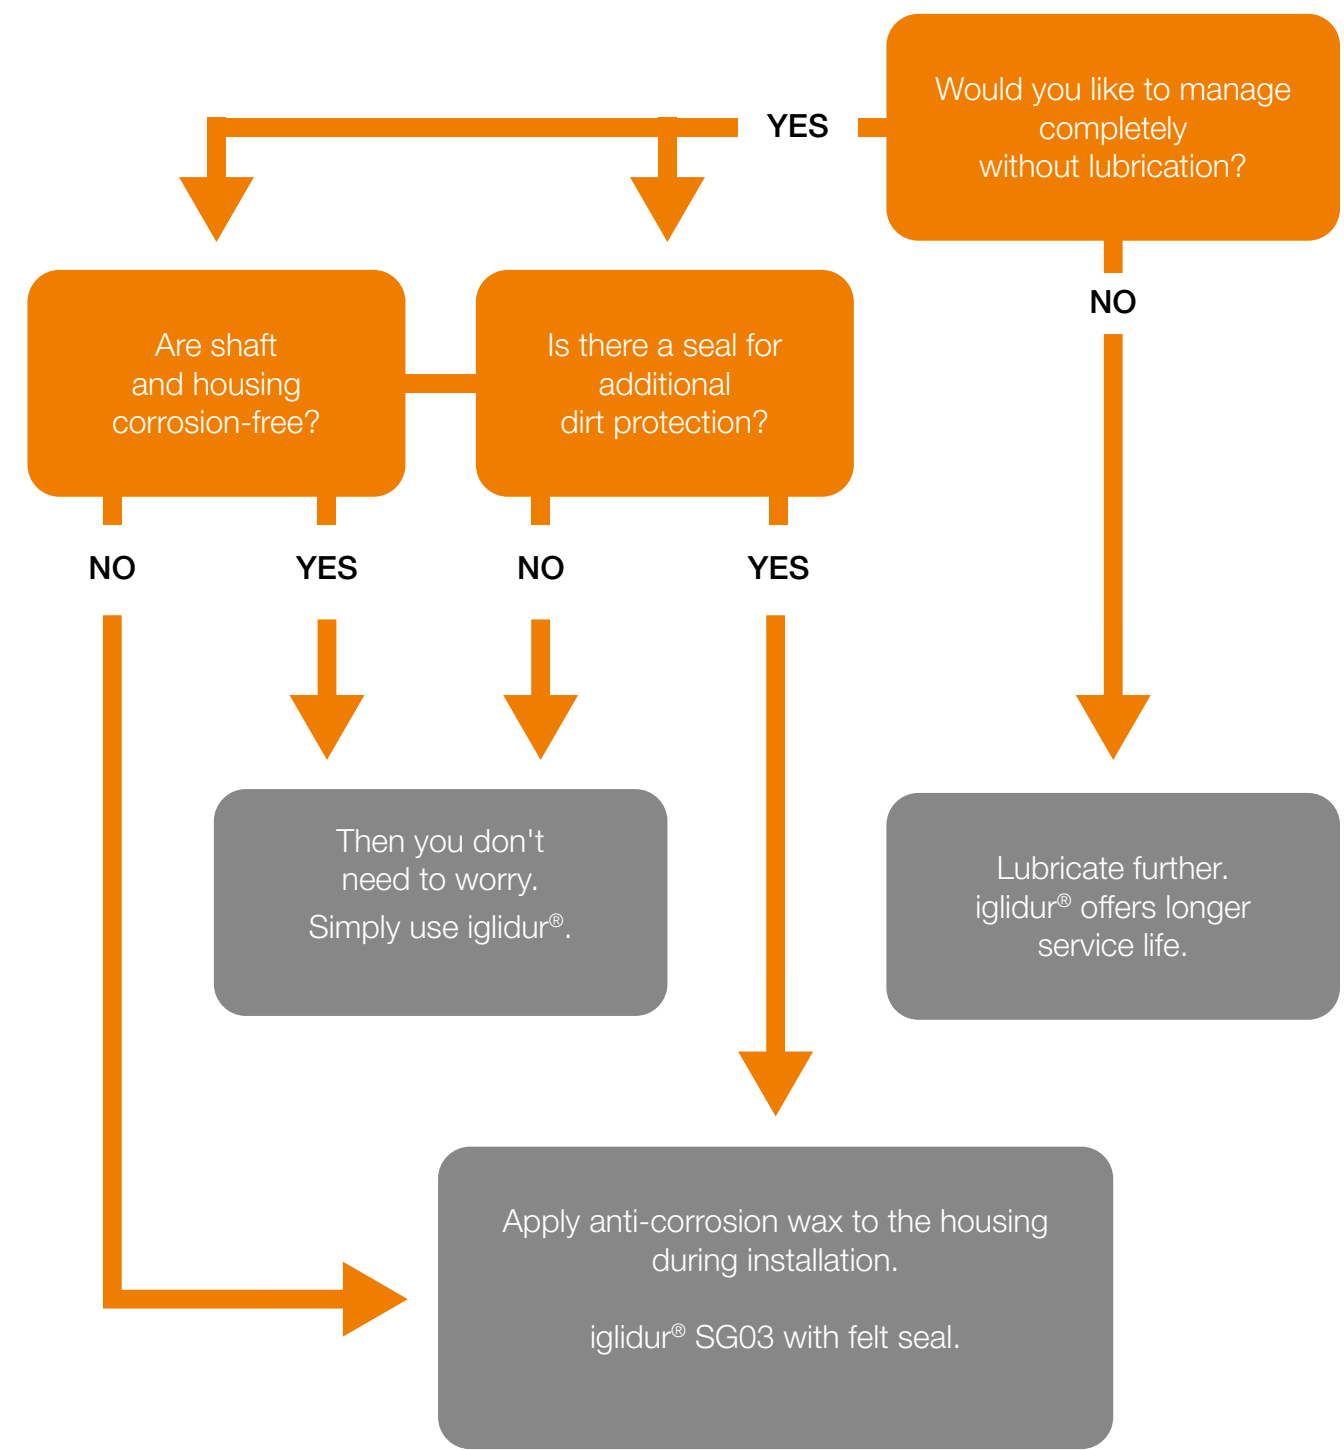 Would you like to manage
completely
without lubrication?
YES
NO
Are shaft
and housing
corrosion-free?
Is there a seal for
additional
dirt protection?
NO
YES
NO
YES
Then you don't
need to worry.
Simply use iglidur®.
Lubricate further.
iglidur® offers longer
service life.
Apply anti-corrosion wax to the housing
during installation.
iglidur® SG03 with felt seal.